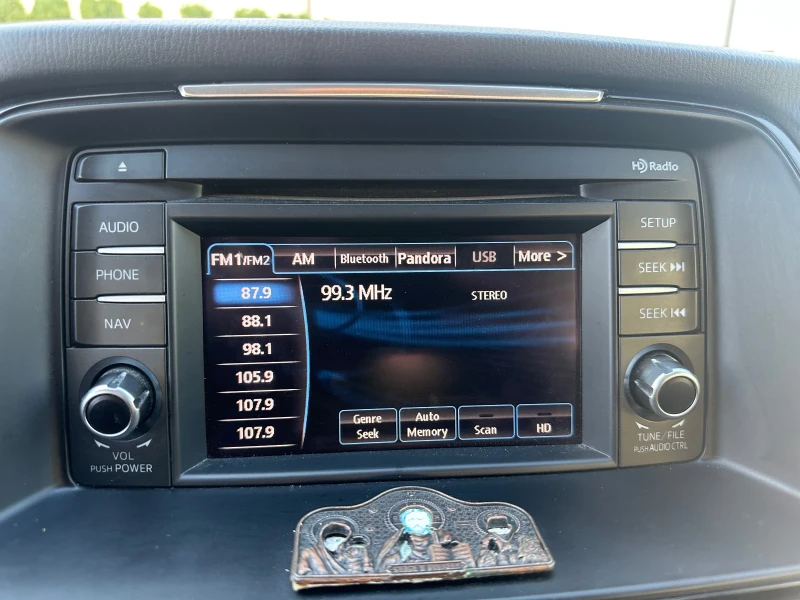 HD Radio
AUDIO
PHONE
NAV
VOL
PUSH POWER
FM1/FM2 AM Bluetooth Pandora USB More >
87.9
88.1
98.1
105.9
107.9
107.9
99.3 MHz STEREO
Genre Seek
Auto Memory
Scan
HD
SETUP
SEEK
SEEK
TUNE/FILE
PUSH AUDIO CTRL